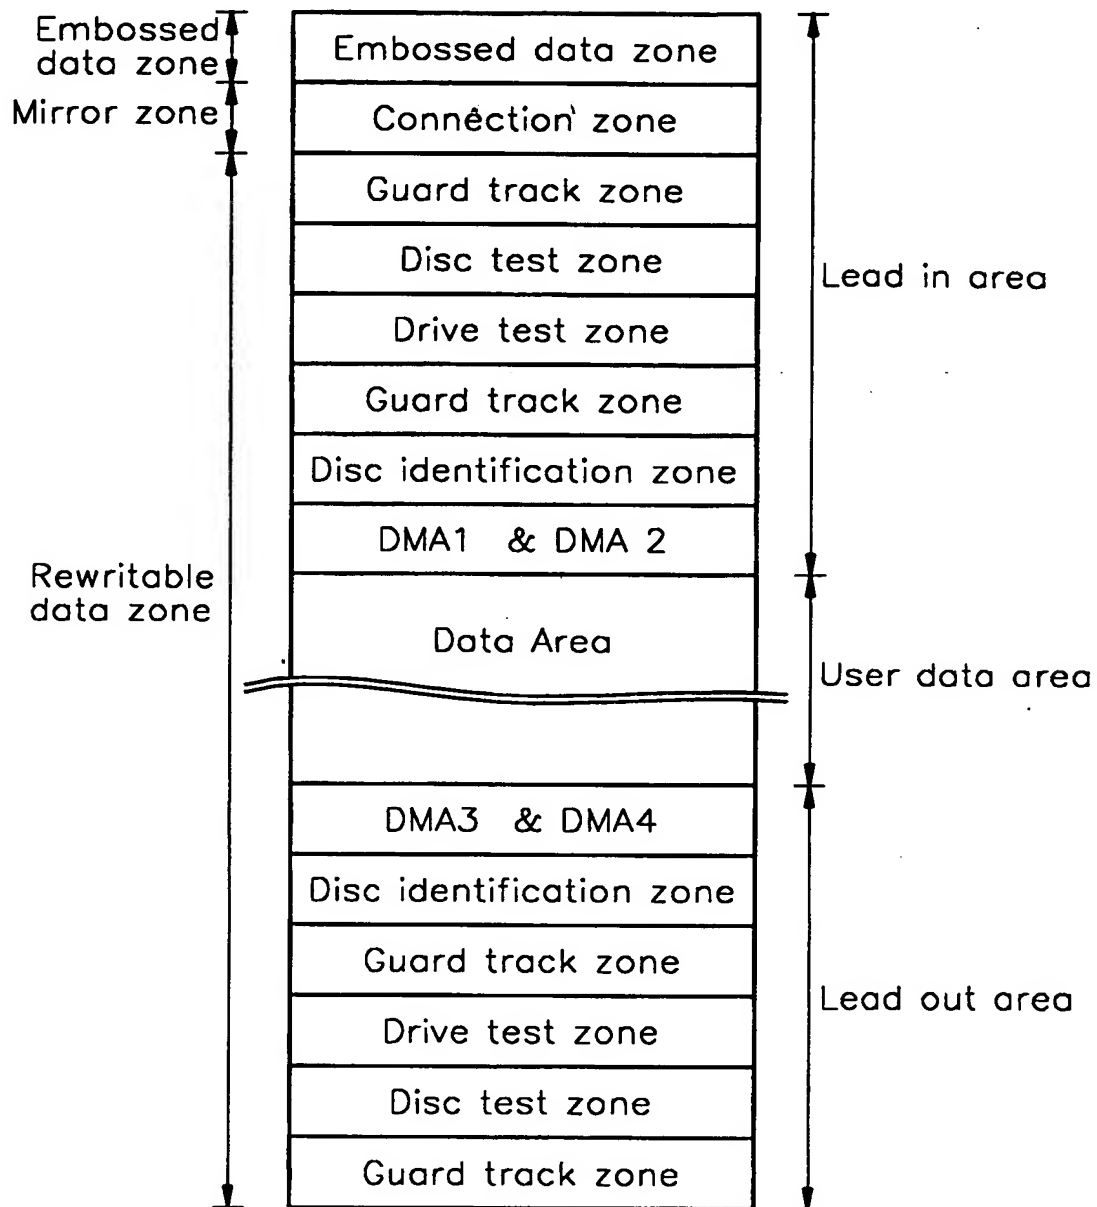 Embossed
data zone
Embossed data zone
Mirror zone
Connection zone
Guard track zone
Disc test zone
Lead in area
Drive test zone
Guard track zone
Disc identification zone
DMA1 & DMA 2
Rewritable
data zone
Data Area
User data area
DMA3 & DMA4
Disc identification zone
Guard track zone
Lead out area
Drive test zone
Disc test zone
Guard track zone